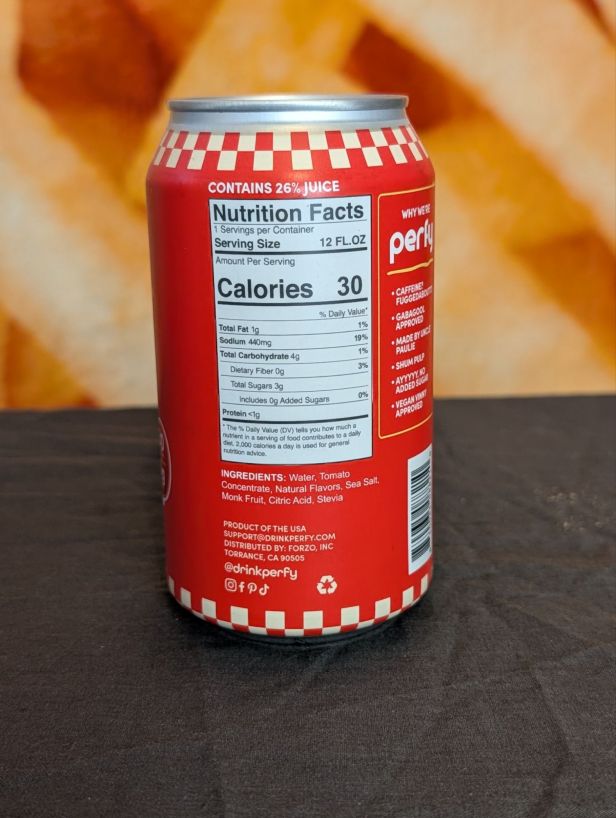 CONTAINS 26% JUICE
Nutrition Facts
1 Servings per Container
Serving Size 12 FL.OZ
Amount Per Serving
Calories 30
% Daily Value*
Total Fat 1g 1%
Sodium 440mg 19%
Total Carbohydrate 4g 1%
Dietary Fiber 0g 3%
Total Sugars 3g
Includes 0g Added Sugars 0%
Protein <1g
* The % Daily Value (DV) tells you how much a
nutrient in a serving of food contributes to a daily
diet. 2,000 calories a day is used for general
nutrition advice.
INGREDIENTS: Water, Tomato
Concentrate, Natural Flavors, Sea Salt,
Monk Fruit, Citric Acid, Stevia
PRODUCT OF THE USA
SUPPORT@DRINKPERFY.COM
DISTRIBUTED BY: FORZO, INC
TORRANCE, CA 90505
@drinkperfy
WHY WE'RE
perfy
• CAFFEINE?
FUGGEDABOUT
• GABAGOOL
APPROVED
• MADE BY UNCLE
PAULIE
• SHUM PULP
• AYYYYY, NO
ADDED SUGAR
• VEGAN VINNY
APPROVED